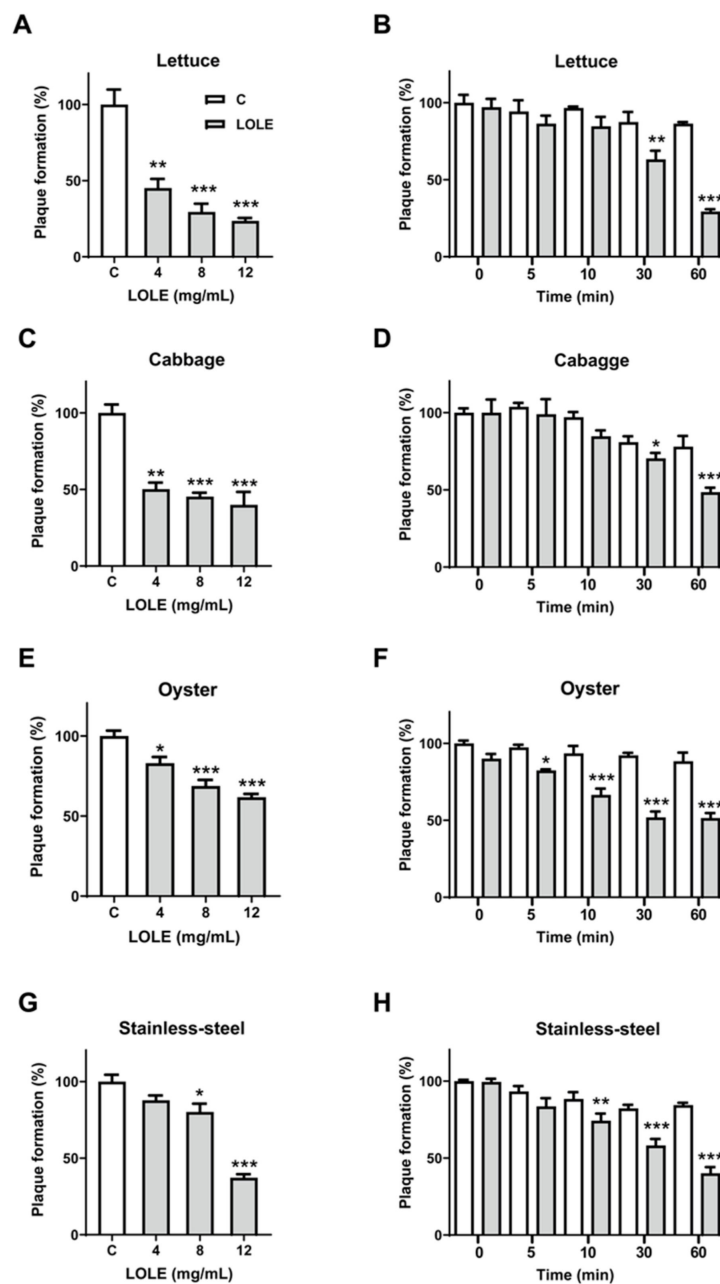 A
Lettuce
C
LOLE
Plaque formation (%)
100
50
0
**
***
***
C 4 8 12
LOLE (mg/mL)
B
Lettuce
Plaque formation (%)
100
50
0
**
***
0 5 10 30 60
Time (min)
C
Cabbage
Plaque formation (%)
100
50
0
**
***
***
C 4 8 12
LOLE (mg/mL)
D
Cabagge
Plaque formation (%)
100
50
0
*
***
0 5 10 30 60
Time (min)
E
Oyster
Plaque formation (%)
100
50
0
*
***
***
C 4 8 12
LOLE (mg/mL)
F
Oyster
Plaque formation (%)
100
50
0
*
***
***
***
0 5 10 30 60
Time (min)
G
Stainless-steel
Plaque formation (%)
100
50
0
*
***
C 4 8 12
LOLE (mg/mL)
H
Stainless-steel
Plaque formation (%)
100
50
0
**
***
***
0 5 10 30 60
Time (min)